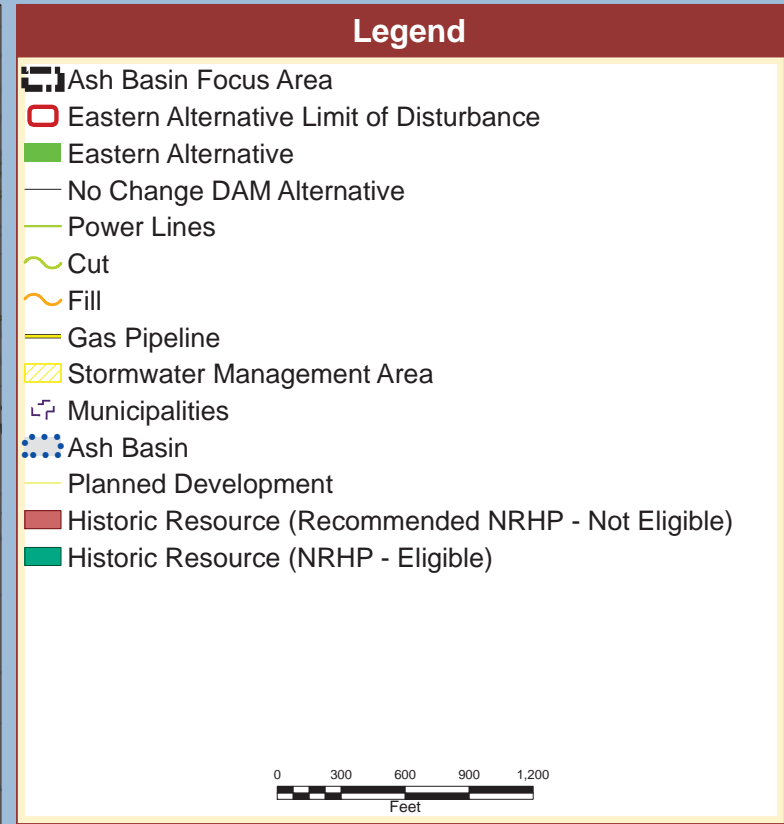 Legend
Ash Basin Focus Area
Eastern Alternative Limit of Disturbance
Eastern Alternative
No Change DAM Alternative
Power Lines
Cut
Fill
Gas Pipeline
Stormwater Management Area
Municipalities
Ash Basin
Planned Development
Historic Resource (Recommended NRHP - Not Eligible)
Historic Resource (NRHP - Eligible)
0 300 600 900 1,200
Feet